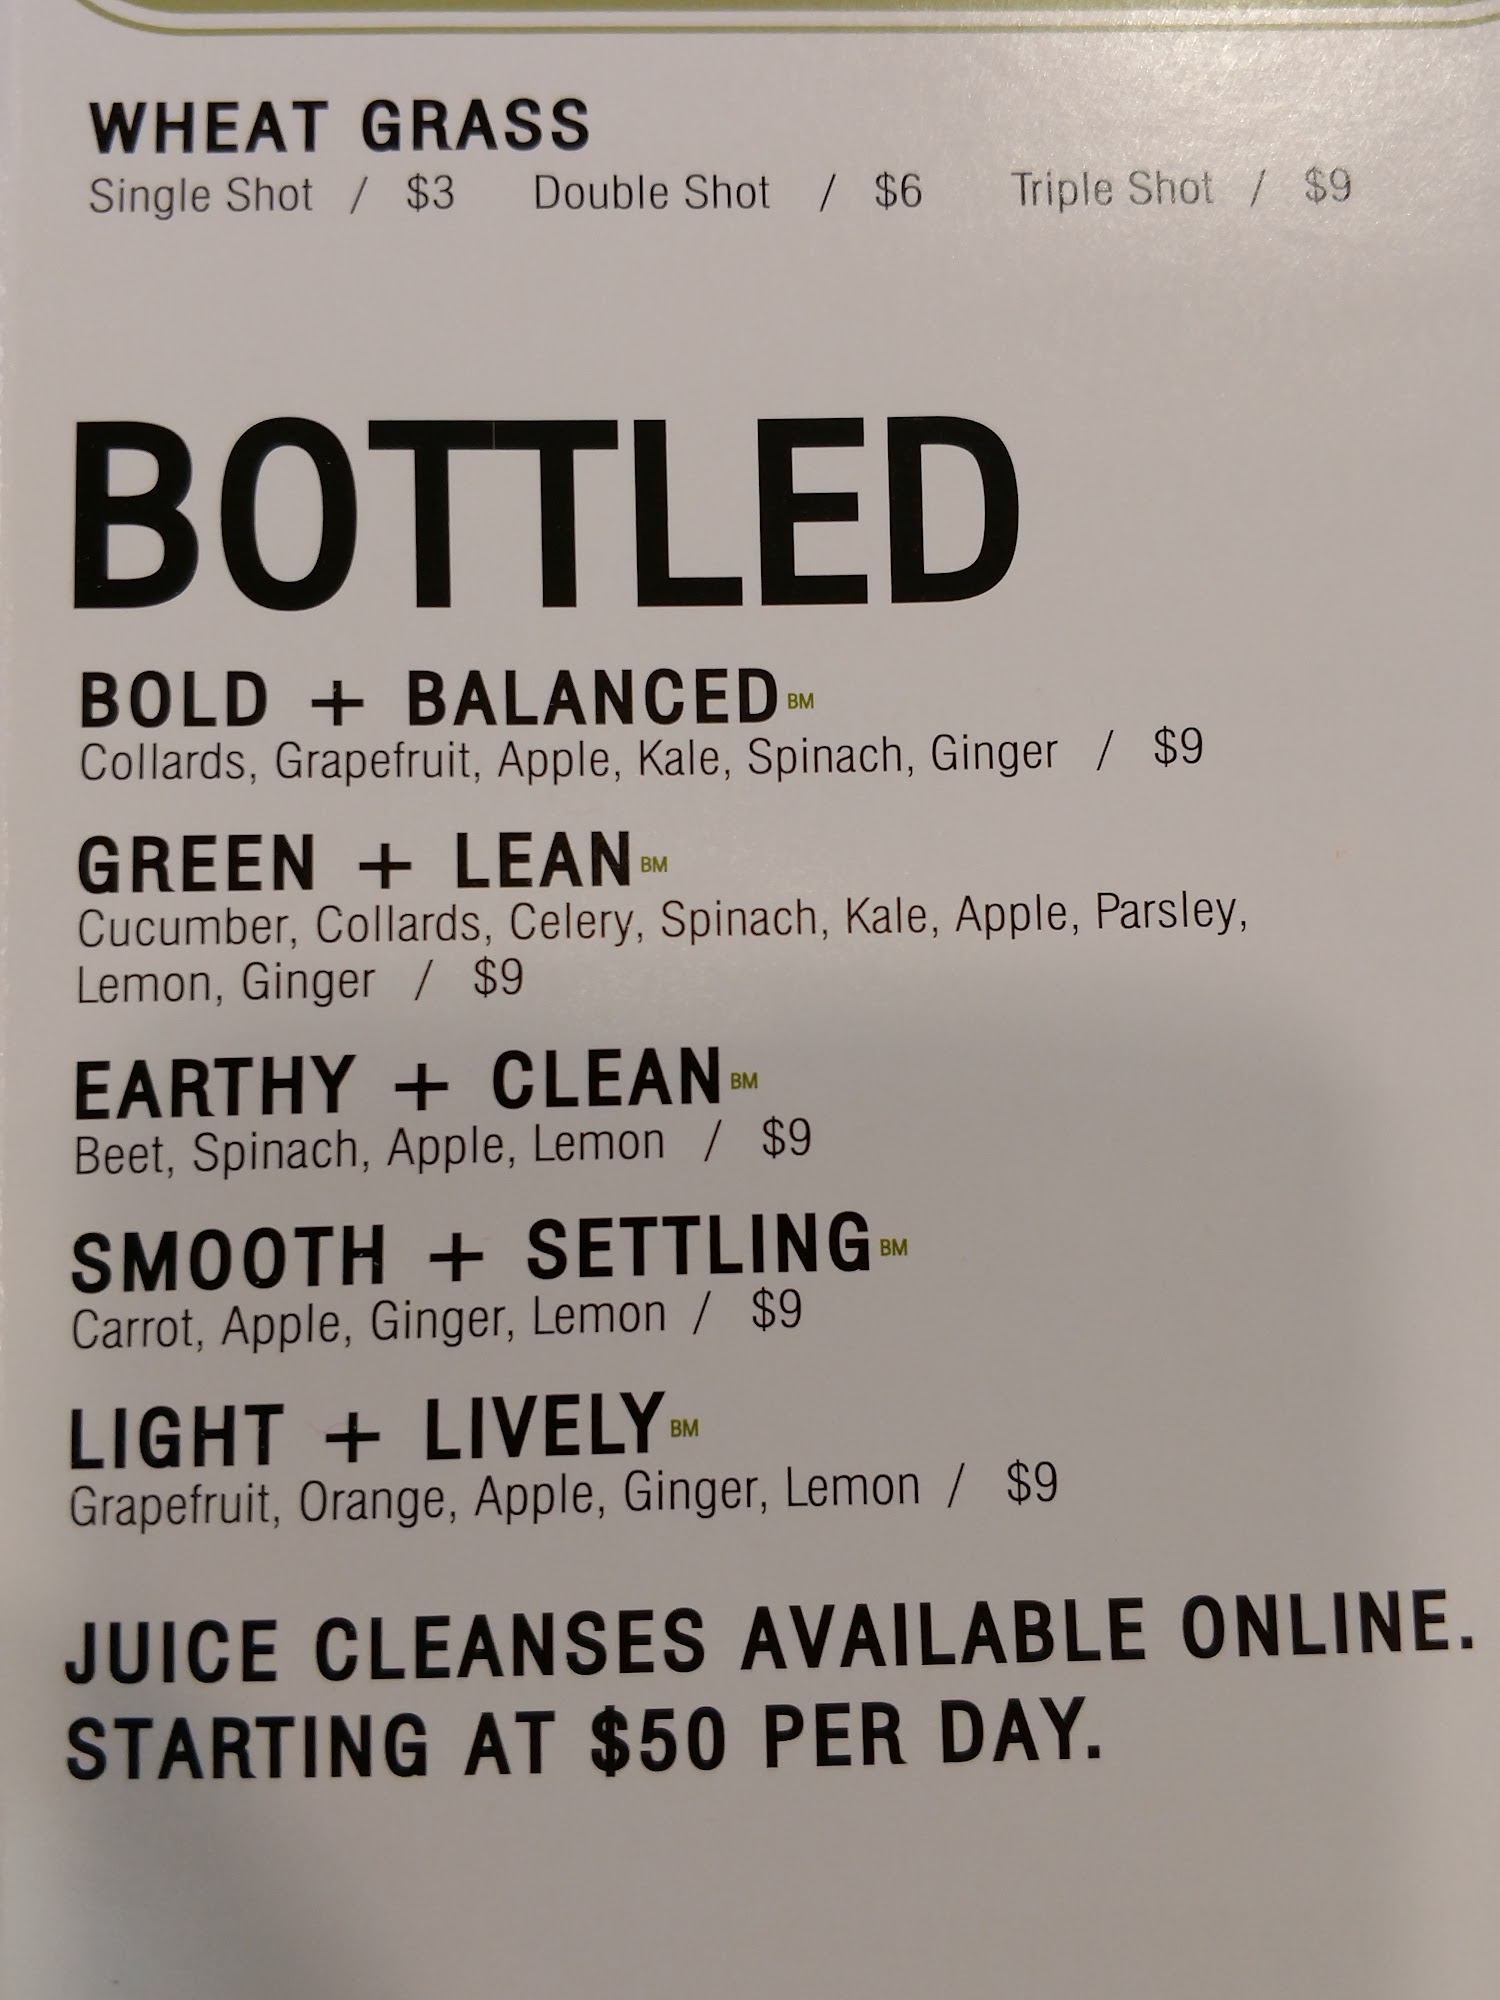 WHEAT GRASS
Single Shot / $3 Double Shot / $6 Triple Shot / $9
BOTTLED
BOLD + BALANCED BM
Collards, Grapefruit, Apple, Kale, Spinach, Ginger / $9
GREEN + LEAN BM
Cucumber, Collards, Celery, Spinach, Kale, Apple, Parsley,
Lemon, Ginger / $9
EARTHY + CLEAN BM
Beet, Spinach, Apple, Lemon / $9
SMOOTH + SETTLING BM
Carrot, Apple, Ginger, Lemon / $9
LIGHT + LIVELY BM
Grapefruit, Orange, Apple, Ginger, Lemon / $9
JUICE CLEANSES AVAILABLE ONLINE.
STARTING AT $50 PER DAY.